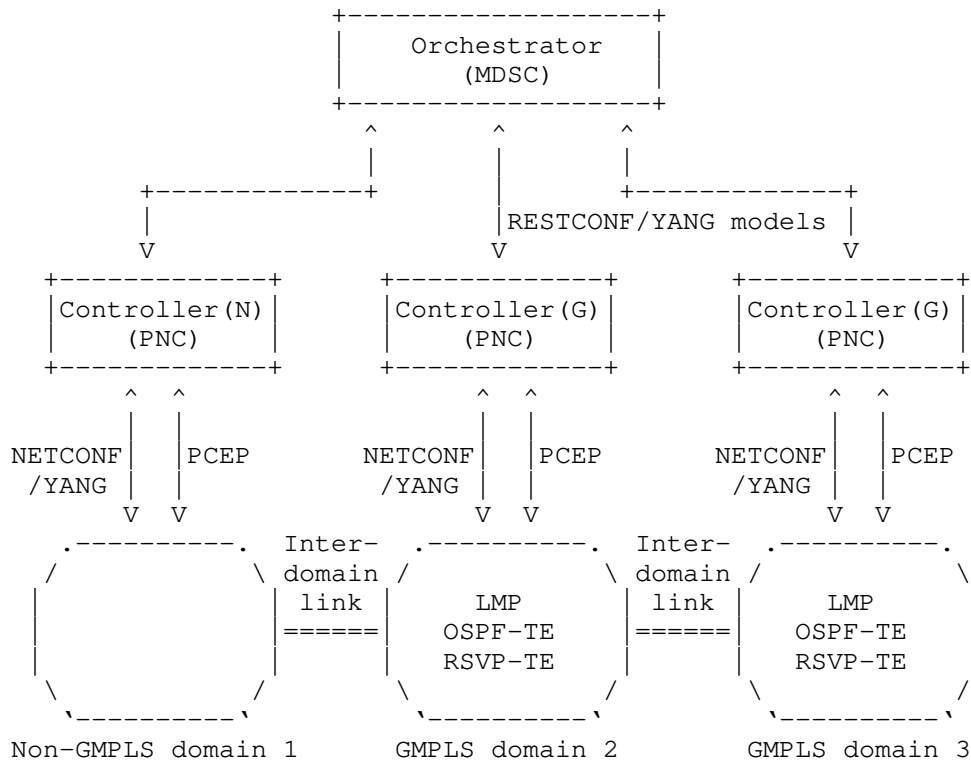 Orchestrator
(MDSC)
RESTCONF/YANG models
Controller(N) Controller(G) Controller(G)
(PNC) (PNC) (PNC)
NETCONF PCEP NETCONF PCEP NETCONF PCEP
/YANG /YANG /YANG
Inter- Inter-
domain domain
link LMP link LMP
OSPF-TE OSPF-TE
RSVP-TE RSVP-TE
Non-GMPLS domain 1 GMPLS domain 2 GMPLS domain 3